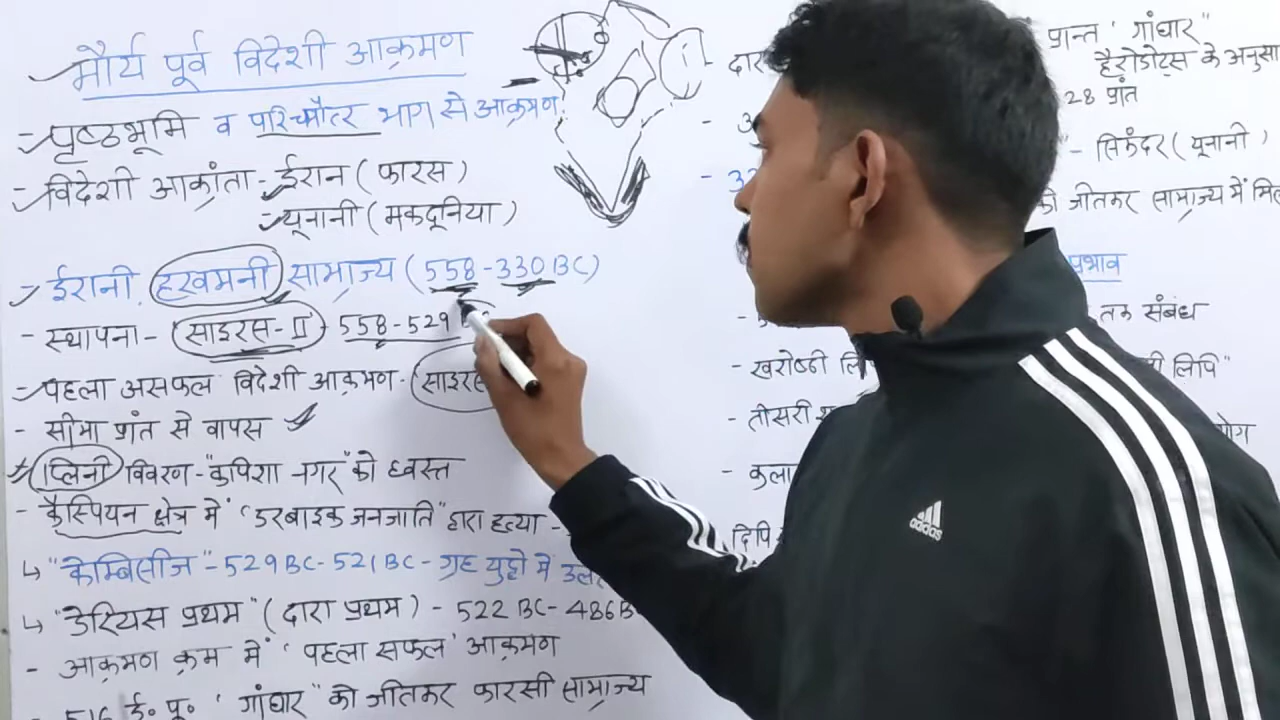 मौर्य पूर्व विदेशी आक्रमण
- पृष्ठभूमि व पश्चिमोत्तर भाग से आक्रमण
- विदेशी आक्रांता - ईरान (फारस)
यूनानी (मकदूनिया)
ईरानी हखमनी साम्राज्य (558-330 BC)
- स्थापना - साइरस-II - 558-529
- पहला असफल विदेशी आक्रमण -
- सीमा प्रांत से वापस
प्लिनी विवरण - "कपिशा नगर" को ध्वस्त
- कैस्पियन क्षेत्र में 'डरबाइक जनजाति" द्वारा हत्या -
↳ "केम्बिसीज" - 529 BC - 521 BC - ग्रह युद्दो में
↳ "डेरियस प्रथम" (दारा प्रथम) - 522 BC - 486
- आक्रमण क्रम में 'पहला सफल' आक्रमण
- 516 ई. पू. 'गांधार" को जीतकर फारसी साम्राज्य
प्रान्त 'गांधार"
हैरोडोट्स के अनुसा
28 प्रांत
- सिकंदर (यूनानी)
को जीतकर साम्राज्य में मि
प्रभाव
तक संबंध
- खरोष्ठी लिपि"
- तीसरी
- कला
adidas